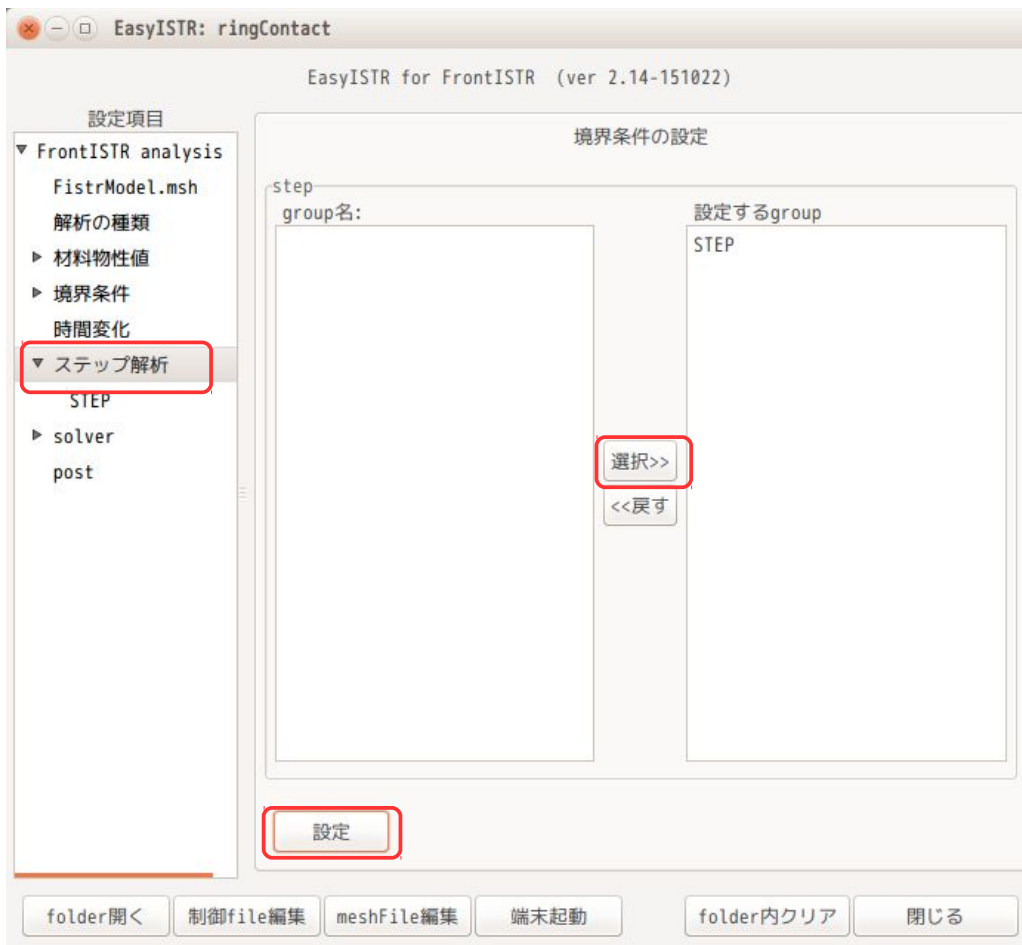 EasyISTR: ringContact
EasyISTR for FrontISTR (ver 2.14-151022)
設定項目
▼ FrontISTR analysis
FistrModel.msh
解析の種類
▶ 材料物性値
▶ 境界条件
時間変化
▼ ステップ解析
STEP
▶ solver
post
境界条件の設定
step
group名:
設定するgroup
STEP
選択>>
<<戻す
設定
folder開く
制御file編集
meshFile編集
端末起動
folder内クリア
閉じる